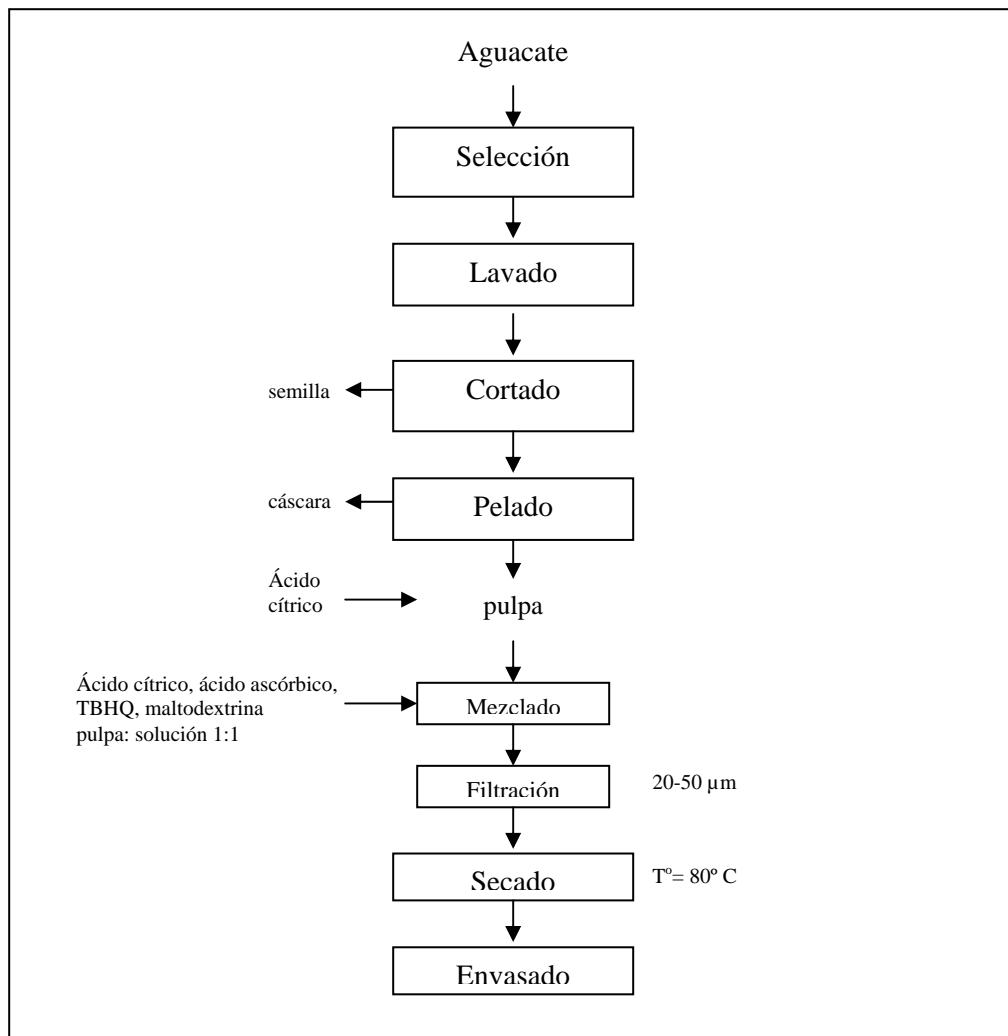 Aguacate
Selección
Lavado
semilla
Cortado
cáscara
Pelado
Ácido
cítrico
pulpa
Ácido cítrico, ácido ascórbico,
TBHQ, maltodextrina
pulpa: solución 1:1
Mezclado
Filtración
20-50 µm
Secado
Tº= 80º C
Envasado